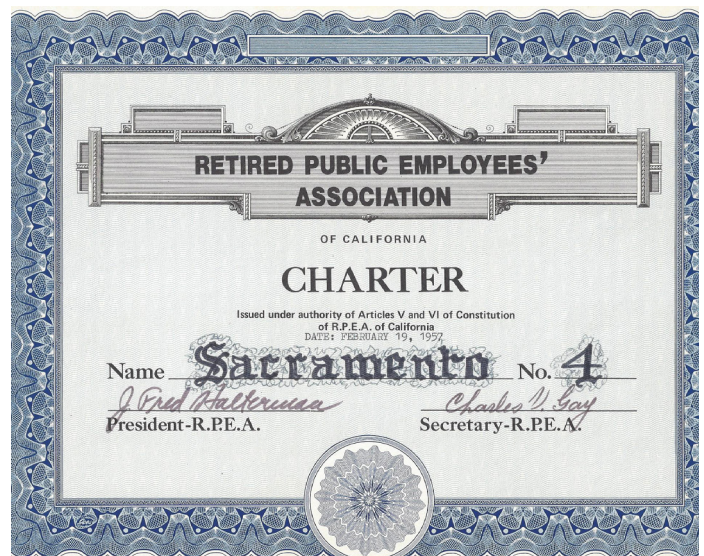 RETIRED PUBLIC EMPLOYEES'
ASSOCIATION
OF CALIFORNIA
CHARTER
Issued under authority of Articles V and VI of Constitution
of R.P.E.A. of California
DATE: FEBRUARY 19, 1957
Name Sacramento No. 4
J. Fred Halterman Charles V. Gay
President-R.P.E.A. Secretary-R.P.E.A.